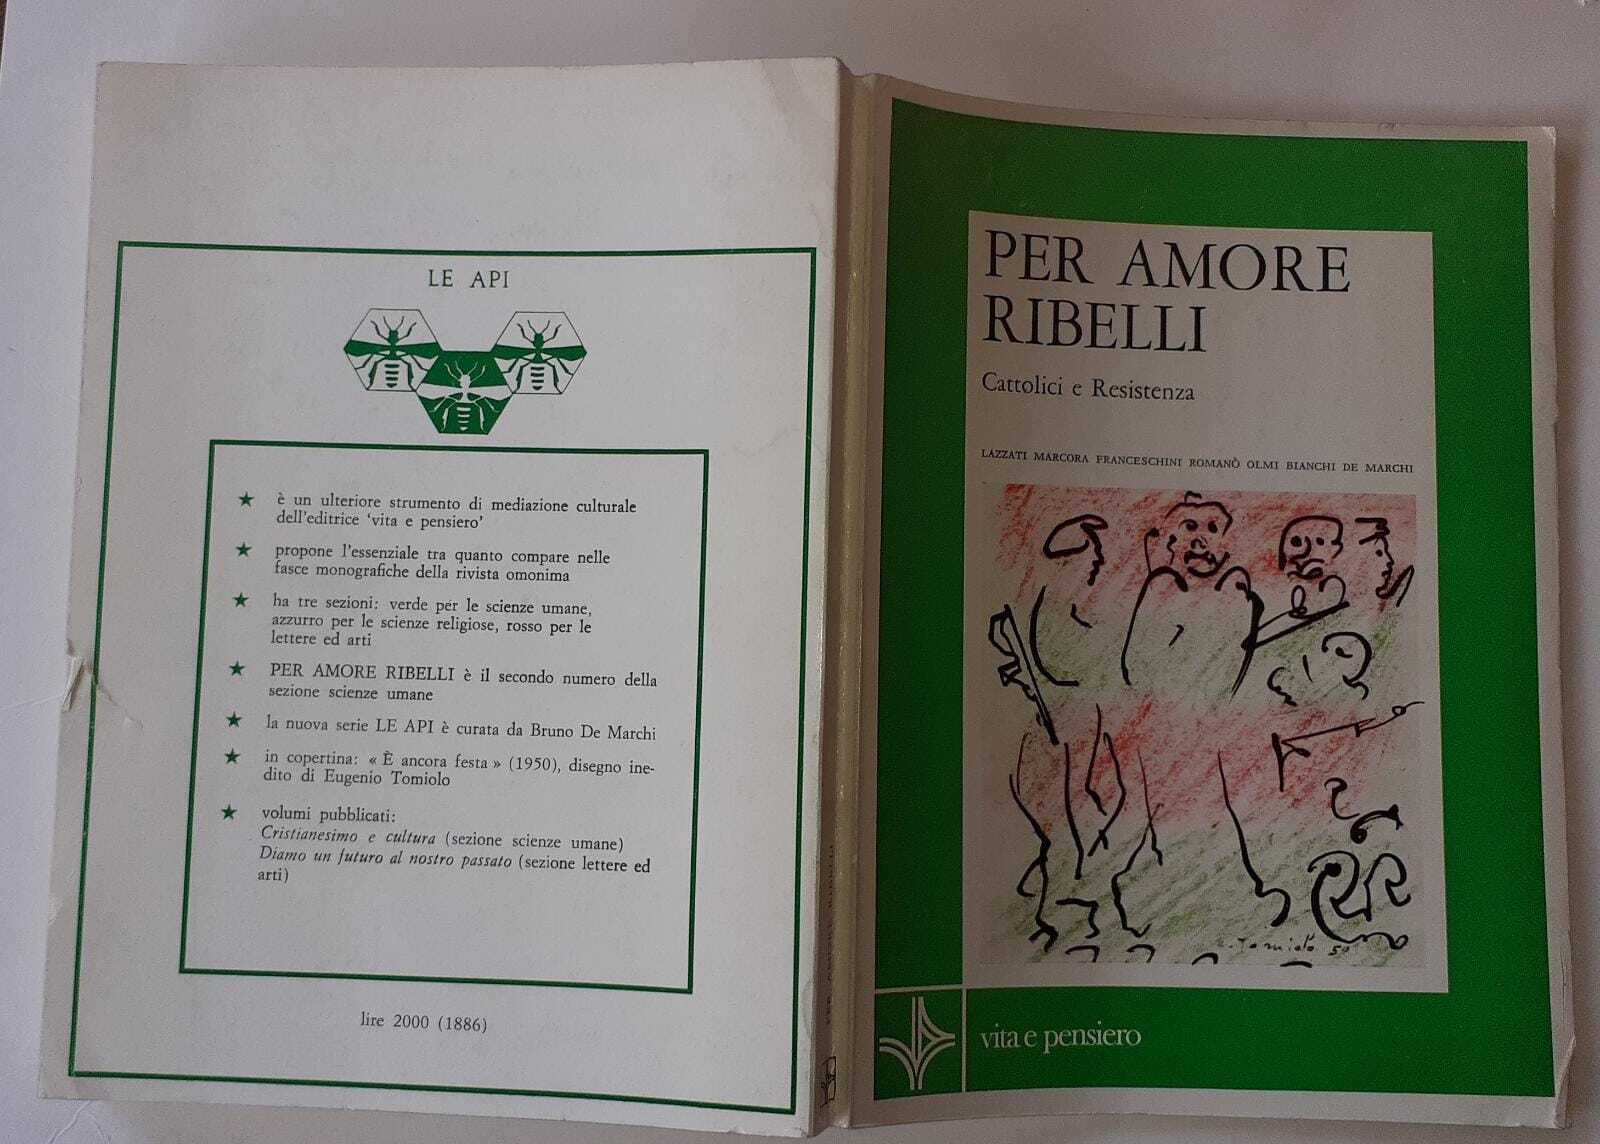 LE API
★ è un ulteriore strumento di mediazione culturale
dell'editrice 'vita e pensiero'
★ propone l'essenziale tra quanto compare nelle
fasce monografiche della rivista omonima
★ ha tre sezioni: verde per le scienze umane,
azzurro per le scienze religiose, rosso per le
lettere ed arti
★ PER AMORE RIBELLI è il secondo numero della
sezione scienze umane
★ la nuova serie LE API è curata da Bruno De Marchi
★ in copertina: « È ancora festa » (1950), disegno ine-
dito di Eugenio Tomiolo
★ volumi pubblicati:
Cristianesimo e cultura (sezione scienze umane)
Diamo un futuro al nostro passato (sezione lettere ed
arti)
lire 2000 (1886)
PER AMORE RIBELLI
PER AMORE
RIBELLI
Cattolici e Resistenza
LAZZATI MARCORA FRANCESCHINI ROMANÒ OLMI BIANCHI DE MARCHI
Tomiolo 50
vita e pensiero